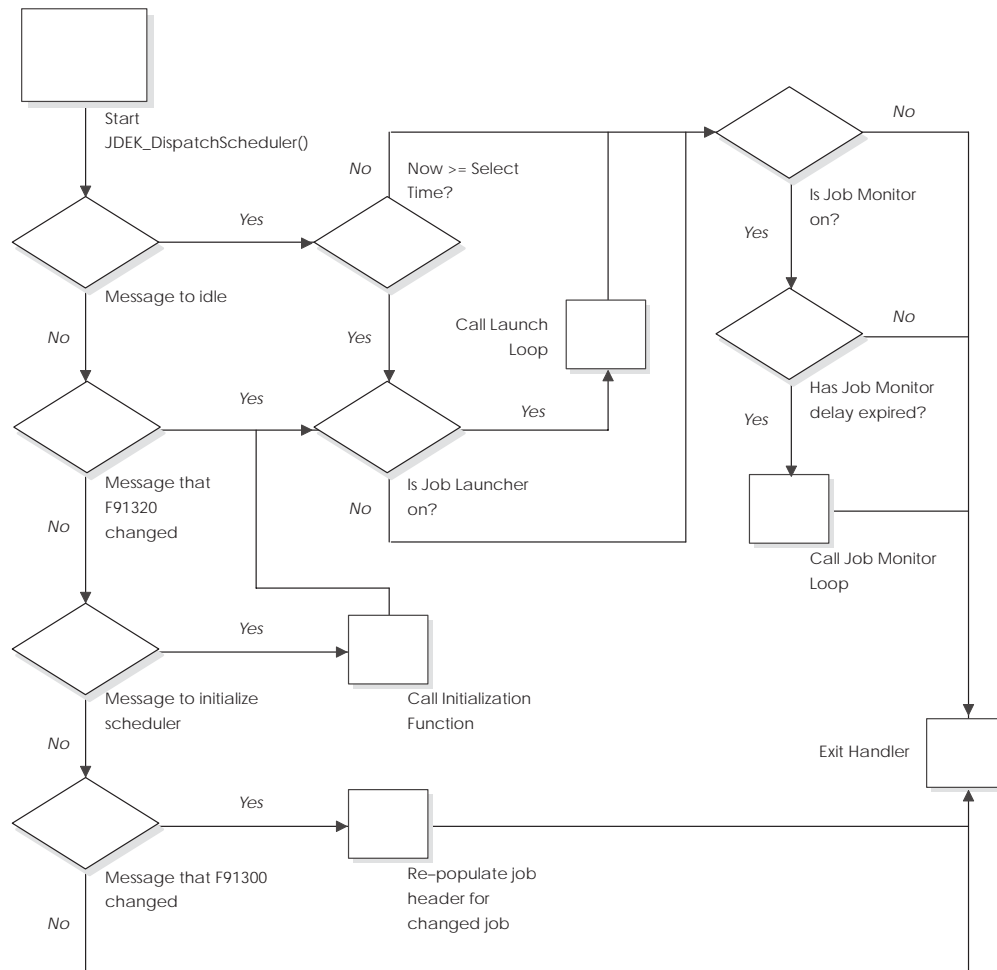 Start
JDEK_DispatchScheduler()
No
No
Now >= Select
Time?
Yes
Is Job Monitor
on?
Yes
Message to idle
No
Yes
Call Launch
Loop
No
Yes
Yes
Has Job Monitor
delay expired?
Yes
Message that
F91320
changed
Is Job Launcher
on?
No
No
Call Job Monitor
Loop
Yes
Message to initialize
scheduler
Call Initialization
Function
No
Exit Handler
Yes
Message that F91300
changed
Re-populate job
header for
changed job
No